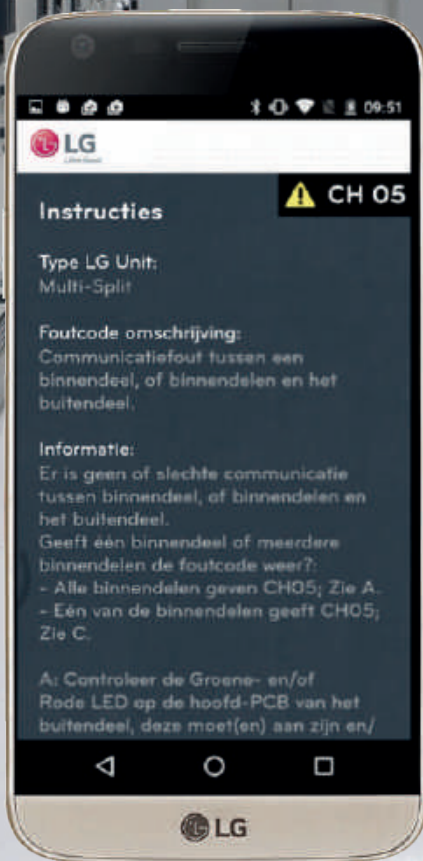 09:51
LG
Life's Good
CH 05
Instructies
Type LG Unit:
Multi-Split
Foutcode omschrijving:
Communicatiefout tussen een
binnendeel, of binnendelen en het
buitendeel.
Informatie:
Er is geen of slechte communicatie
tussen binnendeel, of binnendelen en
het buitendeel.
Geeft één binnendeel of meerdere
binnendelen de foutcode weer?:
- Alle binnendelen geven CH05; Zie A.
- Eén van de binnendelen geeft CH05;
Zie C.
A: Controleer de Groene- en/of
Rode LED op de hoofd-PCB van het
buitendeel, deze moet(en) aan zijn en/
LG